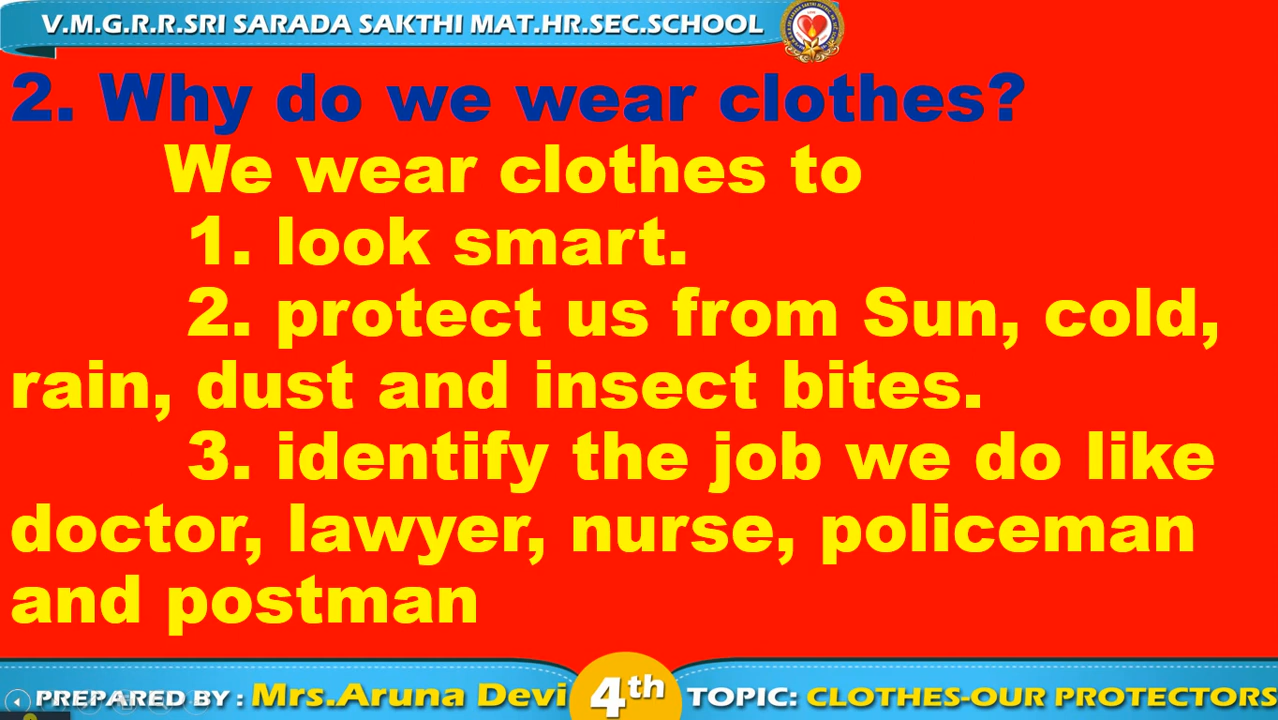 V.M.G.R.R.SRI SARADA SAKTHI MAT.HR.SEC.SCHOOL
2. Why do we wear clothes?
We wear clothes to
1. look smart.
2. protect us from Sun, cold,
rain, dust and insect bites.
3. identify the job we do like
doctor, lawyer, nurse, policeman
and postman
PREPARED BY : Mrs.Aruna Devi 4th TOPIC: CLOTHES-OUR PROTECTORS